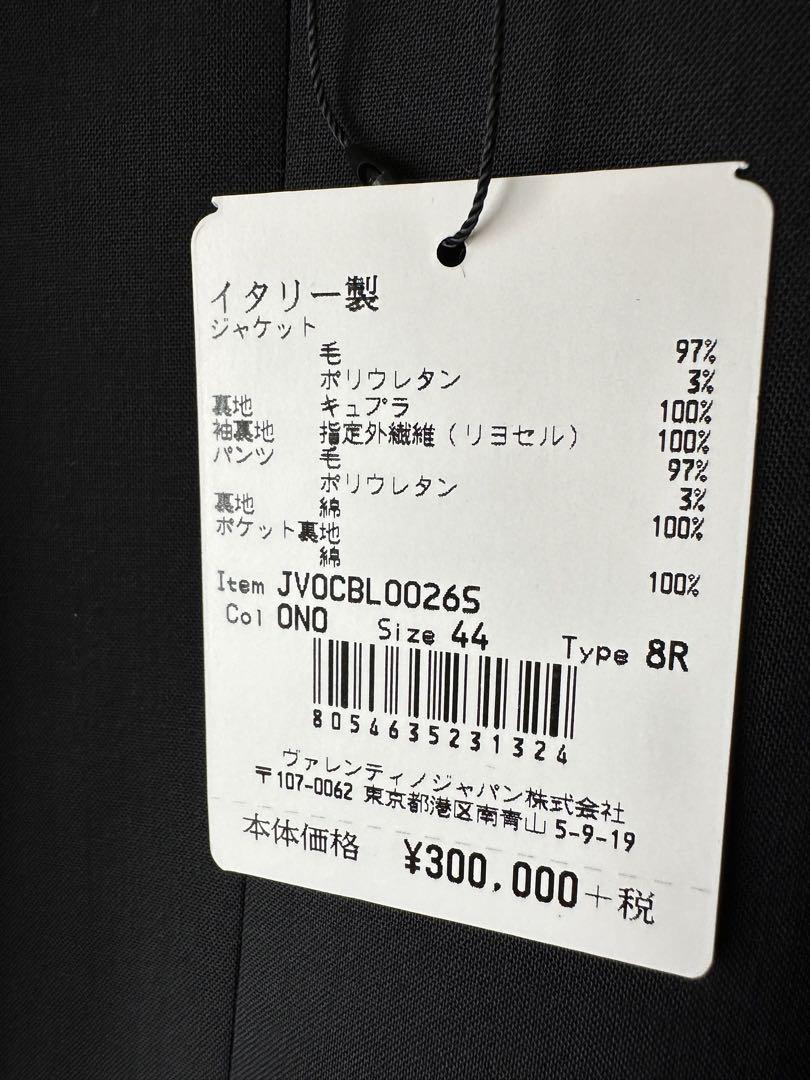 イタリー製
ジャケット
毛 97%
ポリウレタン 3%
裏地 キュプラ 100%
袖裏地 指定外繊維(リヨセル) 100%
パンツ 毛 97%
ポリウレタン 3%
裏地 綿 100%
ポケット裏地
綿 100%
Item JV0CBL0026S
Col 0N0 Size 44 Type 8R
8054635231324
ヴァレンティノジャパン株式会社
〒107-0062 東京都港区南青山 5-9-19
本体価格 ¥300,000+税